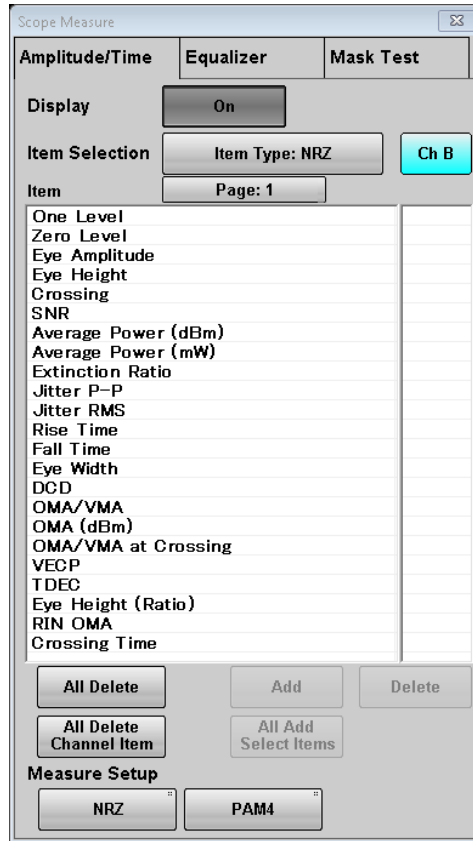 Scope Measure
Amplitude/Time Equalizer Mask Test
Display On
Item Selection Item Type: NRZ Ch B
Item Page: 1
One Level
Zero Level
Eye Amplitude
Eye Height
Crossing
SNR
Average Power (dBm)
Average Power (mW)
Extinction Ratio
Jitter P-P
Jitter RMS
Rise Time
Fall Time
Eye Width
DCD
OMA/VMA
OMA (dBm)
OMA/VMA at Crossing
VECP
TDEC
Eye Height (Ratio)
RIN OMA
Crossing Time
All Delete Add Delete
All Delete
Channel Item
All Add
Select Items
Measure Setup
NRZ PAM4